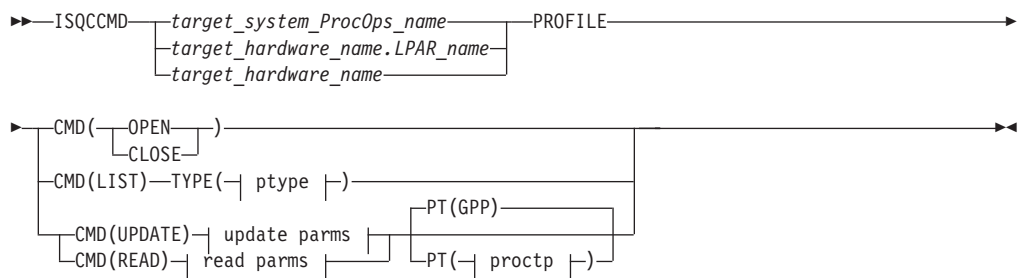 ISQCCMD target_system_ProcOps_name PROFILE
target_hardware_name.LPAR_name
target_hardware_name
CMD( OPEN )
CLOSE
CMD(LIST) TYPE( ptype )
PT(GPP)
CMD(UPDATE) update parms
CMD(READ) read parms PT( proctp )